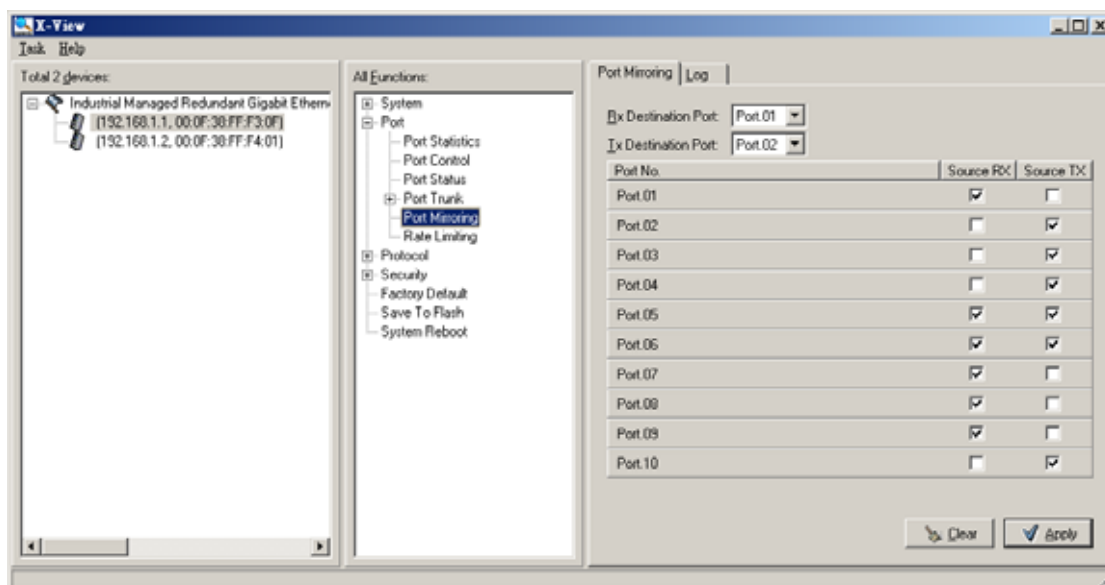 X-View
Task Help
Total 2 devices:
Industrial Managed Redundant Gigabit Ethern
(192.168.1.1, 00:0F:38:FF:F3:0F)
(192.168.1.2, 00:0F:38:FF:F4:01)
All Functions:
System
Port
Port Statistics
Port Control
Port Status
Port Trunk
Port Mirroring
Rate Limiting
Protocol
Security
Factory Default
Save To Flash
System Reboot
Port Mirroring Log
Rx Destination Port: Port.01
Tx Destination Port: Port.02
Port No. Source RX Source TX
Port.01
Port.02
Port.03
Port.04
Port.05
Port.06
Port.07
Port.08
Port.09
Port.10
Clear Apply